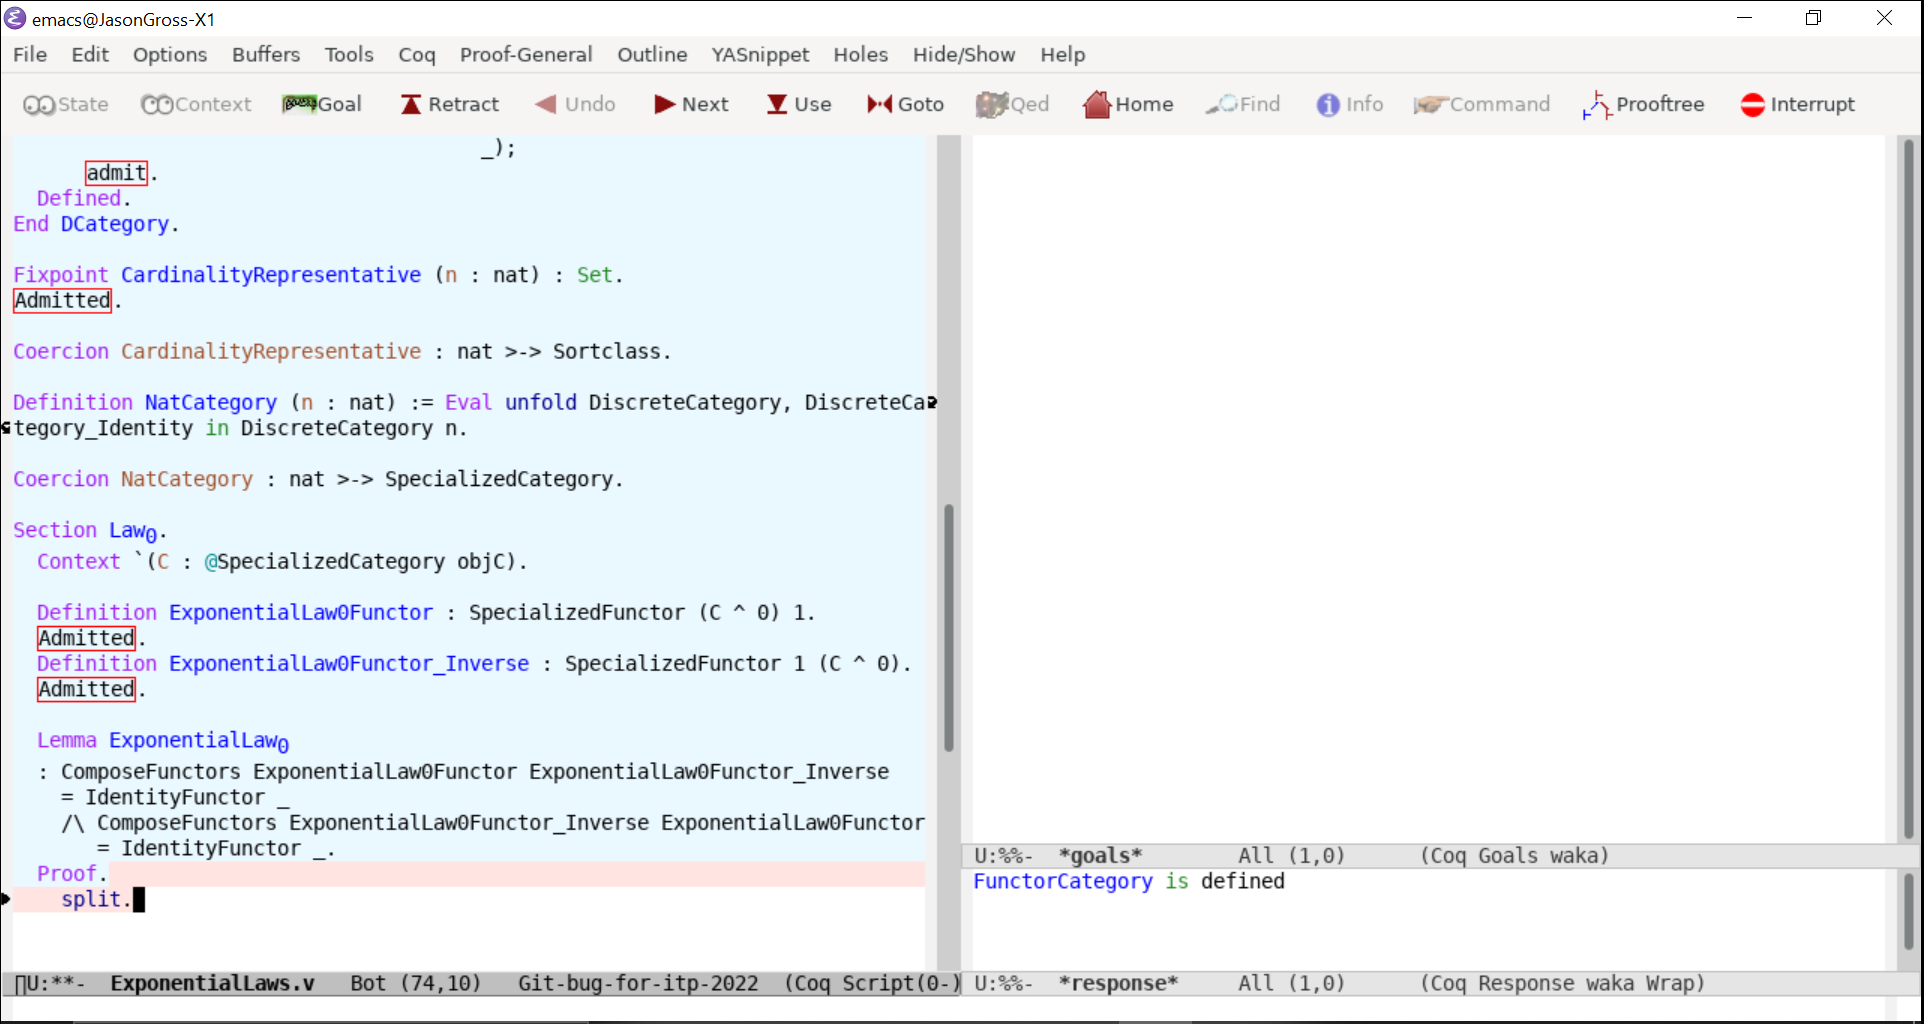 emacs@JasonGross-X1
File Edit Options Buffers Tools Coq Proof-General Outline YASnippet Holes Hide/Show Help
State Context Goal Retract Undo Next Use Goto Qed Home Find Info Command Prooftree Interrupt
_);
admit.
Defined.
End DCategory.
Fixpoint CardinalityRepresentative (n : nat) : Set.
Admitted.
Coercion CardinalityRepresentative : nat >-> Sortclass.
Definition NatCategory (n : nat) := Eval unfold DiscreteCategory, DiscreteCa
tegory_Identity in DiscreteCategory n.
Coercion NatCategory : nat >-> SpecializedCategory.
Section Law₀.
Context `(C : @SpecializedCategory objC).
Definition ExponentialLaw0Functor : SpecializedFunctor (C ^ 0) 1.
Admitted.
Definition ExponentialLaw0Functor_Inverse : SpecializedFunctor 1 (C ^ 0).
Admitted.
Lemma ExponentialLaw₀
: ComposeFunctors ExponentialLaw0Functor ExponentialLaw0Functor_Inverse
= IdentityFunctor _
/\ ComposeFunctors ExponentialLaw0Functor_Inverse ExponentialLaw0Functor
= IdentityFunctor _.
Proof.
split.
U:**- ExponentialLaws.v Bot (74,10) Git-bug-for-itp-2022 (Coq Script(0-)
U:%%- *goals* All (1,0) (Coq Goals waka)
FunctorCategory is defined
U:%%- *response* All (1,0) (Coq Response waka Wrap)